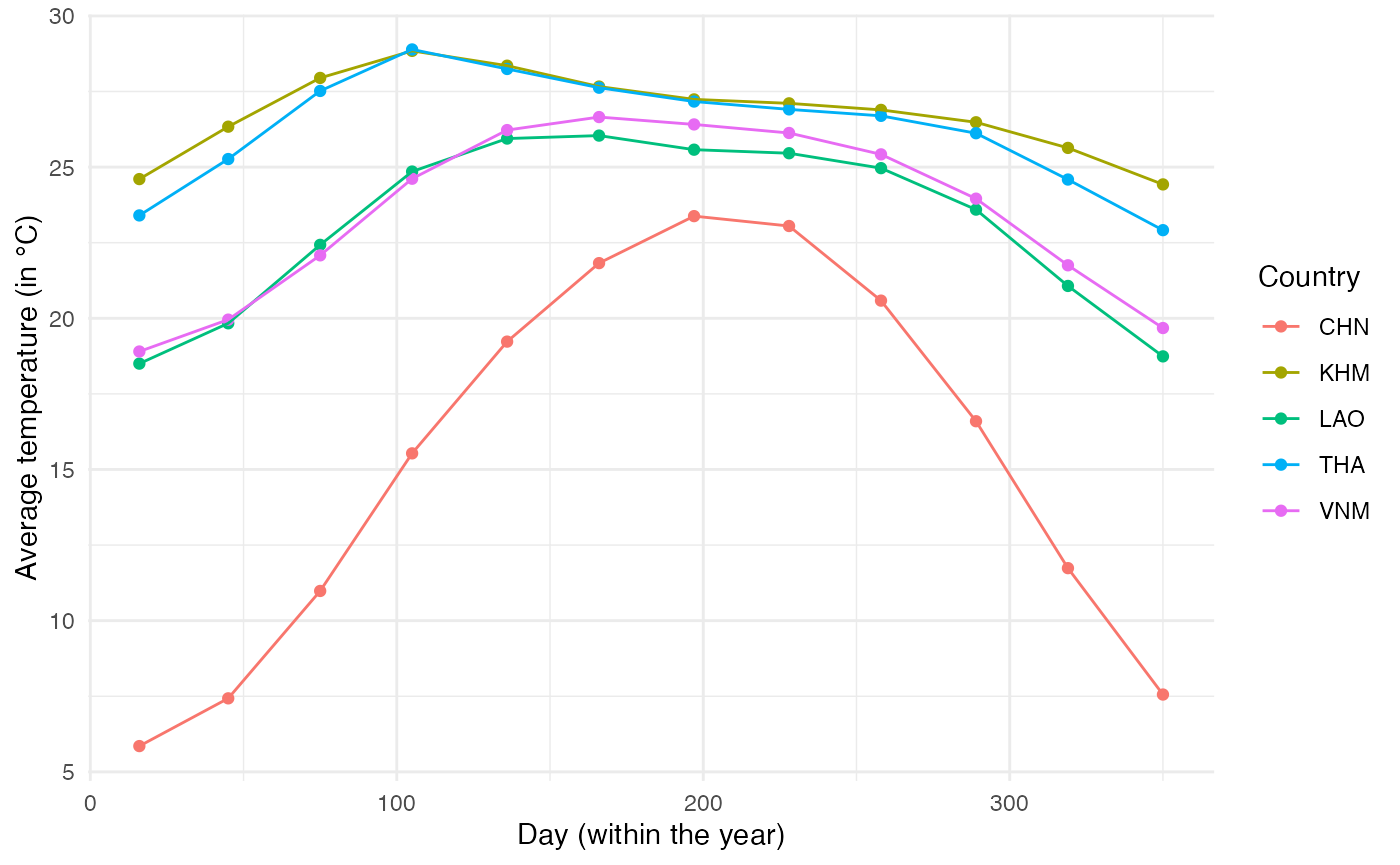 30
25
20
15
10
5
Average temperature (in °C)
0 100 200 300
Day (within the year)
Country
CHN
KHM
LAO
THA
VNM